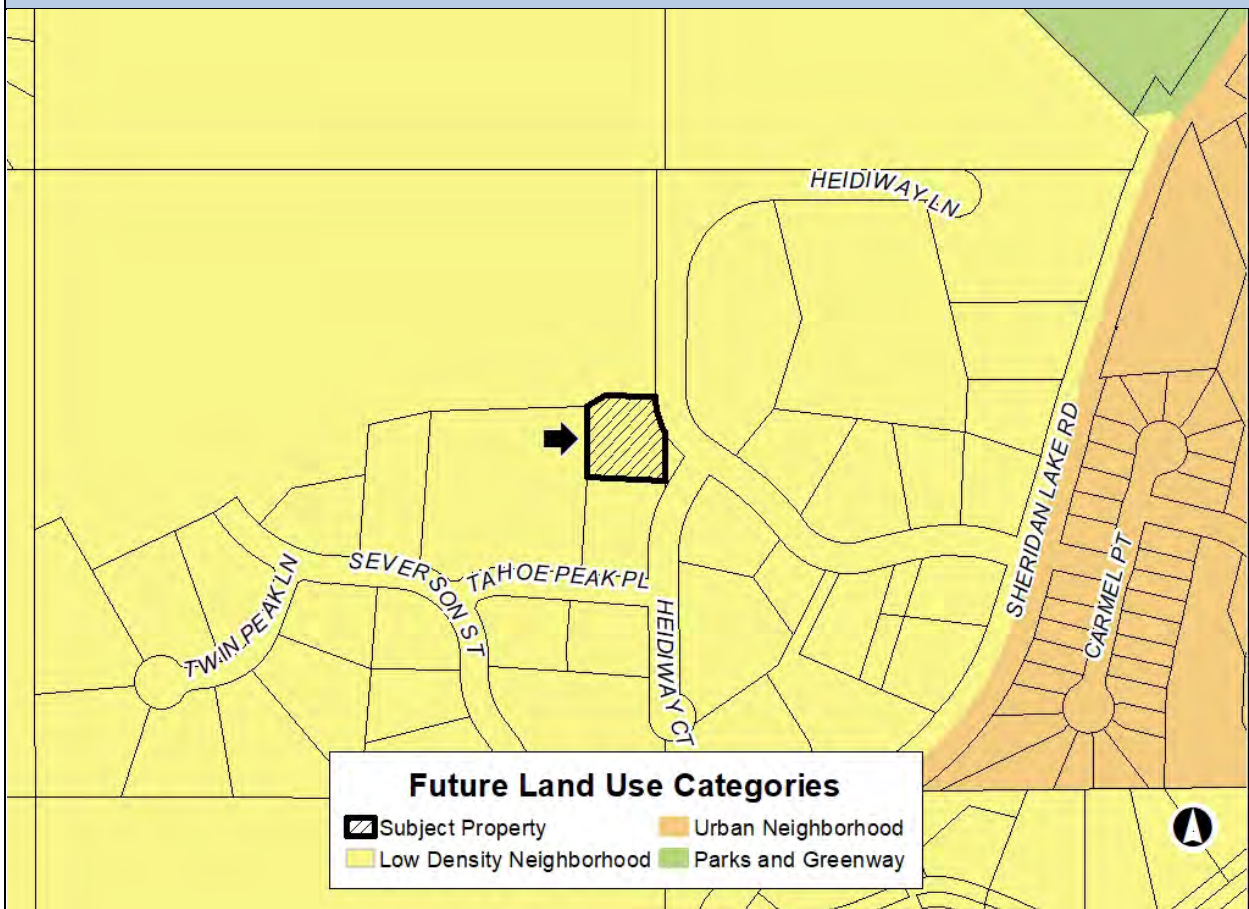 HEIDIWAY LN
SHERIDAN LAKE RD
CARMEL PT
SEVERSON ST
TAHOE PEAK PL
TWIN PEAK LN
HEIDIWAY CT
Future Land Use Categories
Subject Property
Urban Neighborhood
Low Density Neighborhood
Parks and Greenway